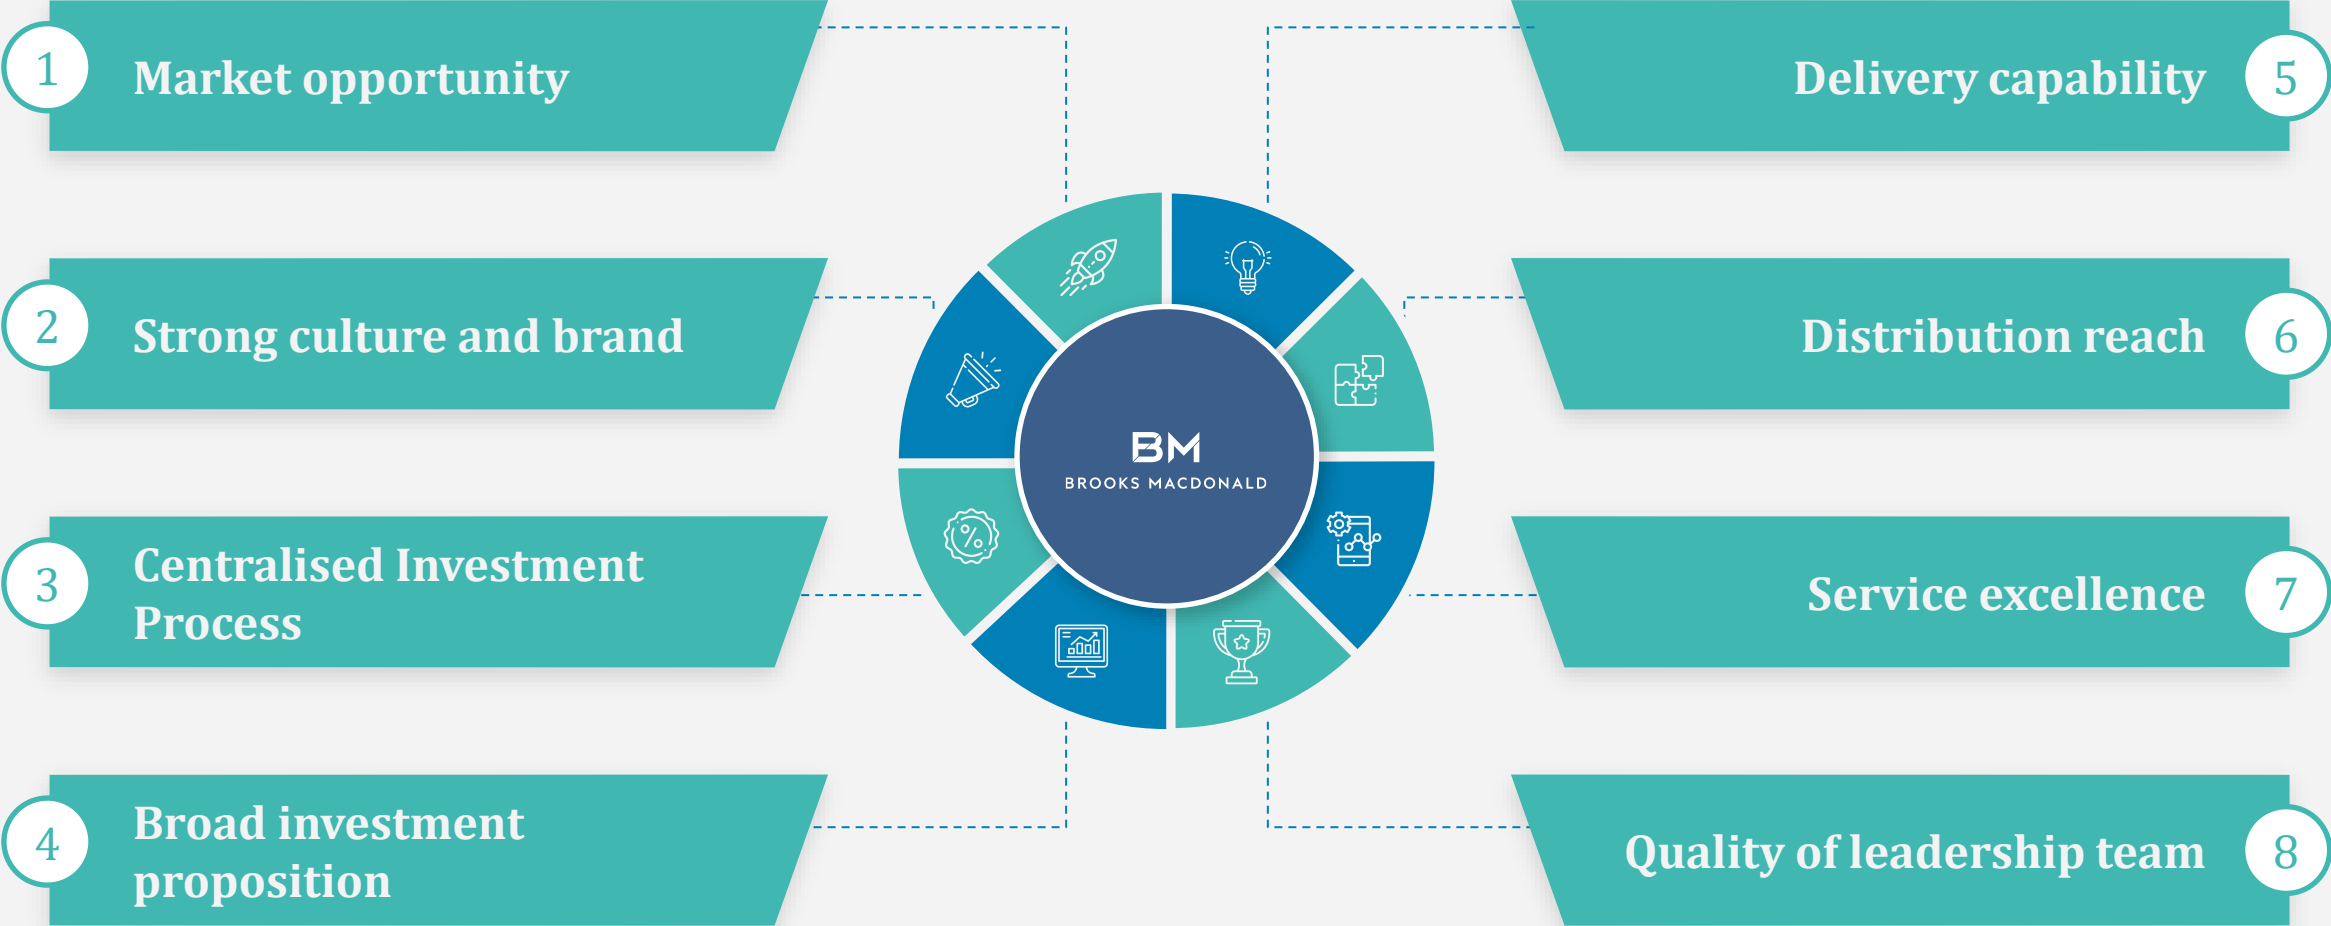 1
Market opportunity
2
Strong culture and brand
3
Centralised Investment
Process
4
Broad investment
proposition
BM
BROOKS MACDONALD
Delivery capability
5
Distribution reach
6
Service excellence
7
Quality of leadership team
8